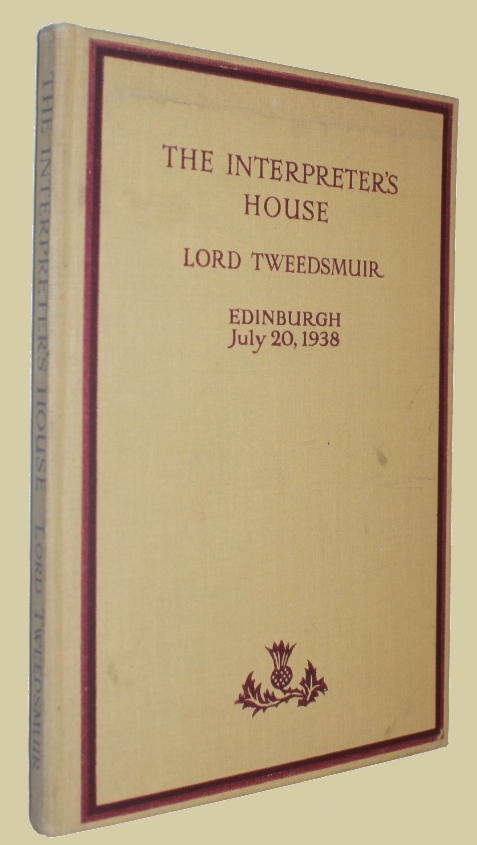 THE INTERPRETER'S HOUSE LORD TWEEDSMUIR
THE INTERPRETER'S
HOUSE
LORD TWEEDSMUIR
EDINBURGH
July 20, 1938